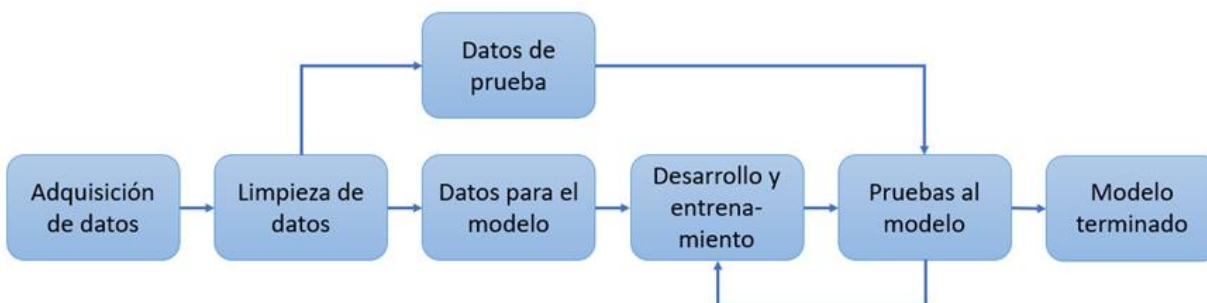 Datos de
prueba
Adquisición
de datos
Limpieza de
datos
Datos para el
modelo
Desarrollo y
entrena-
miento
Pruebas al
modelo
Modelo
terminado